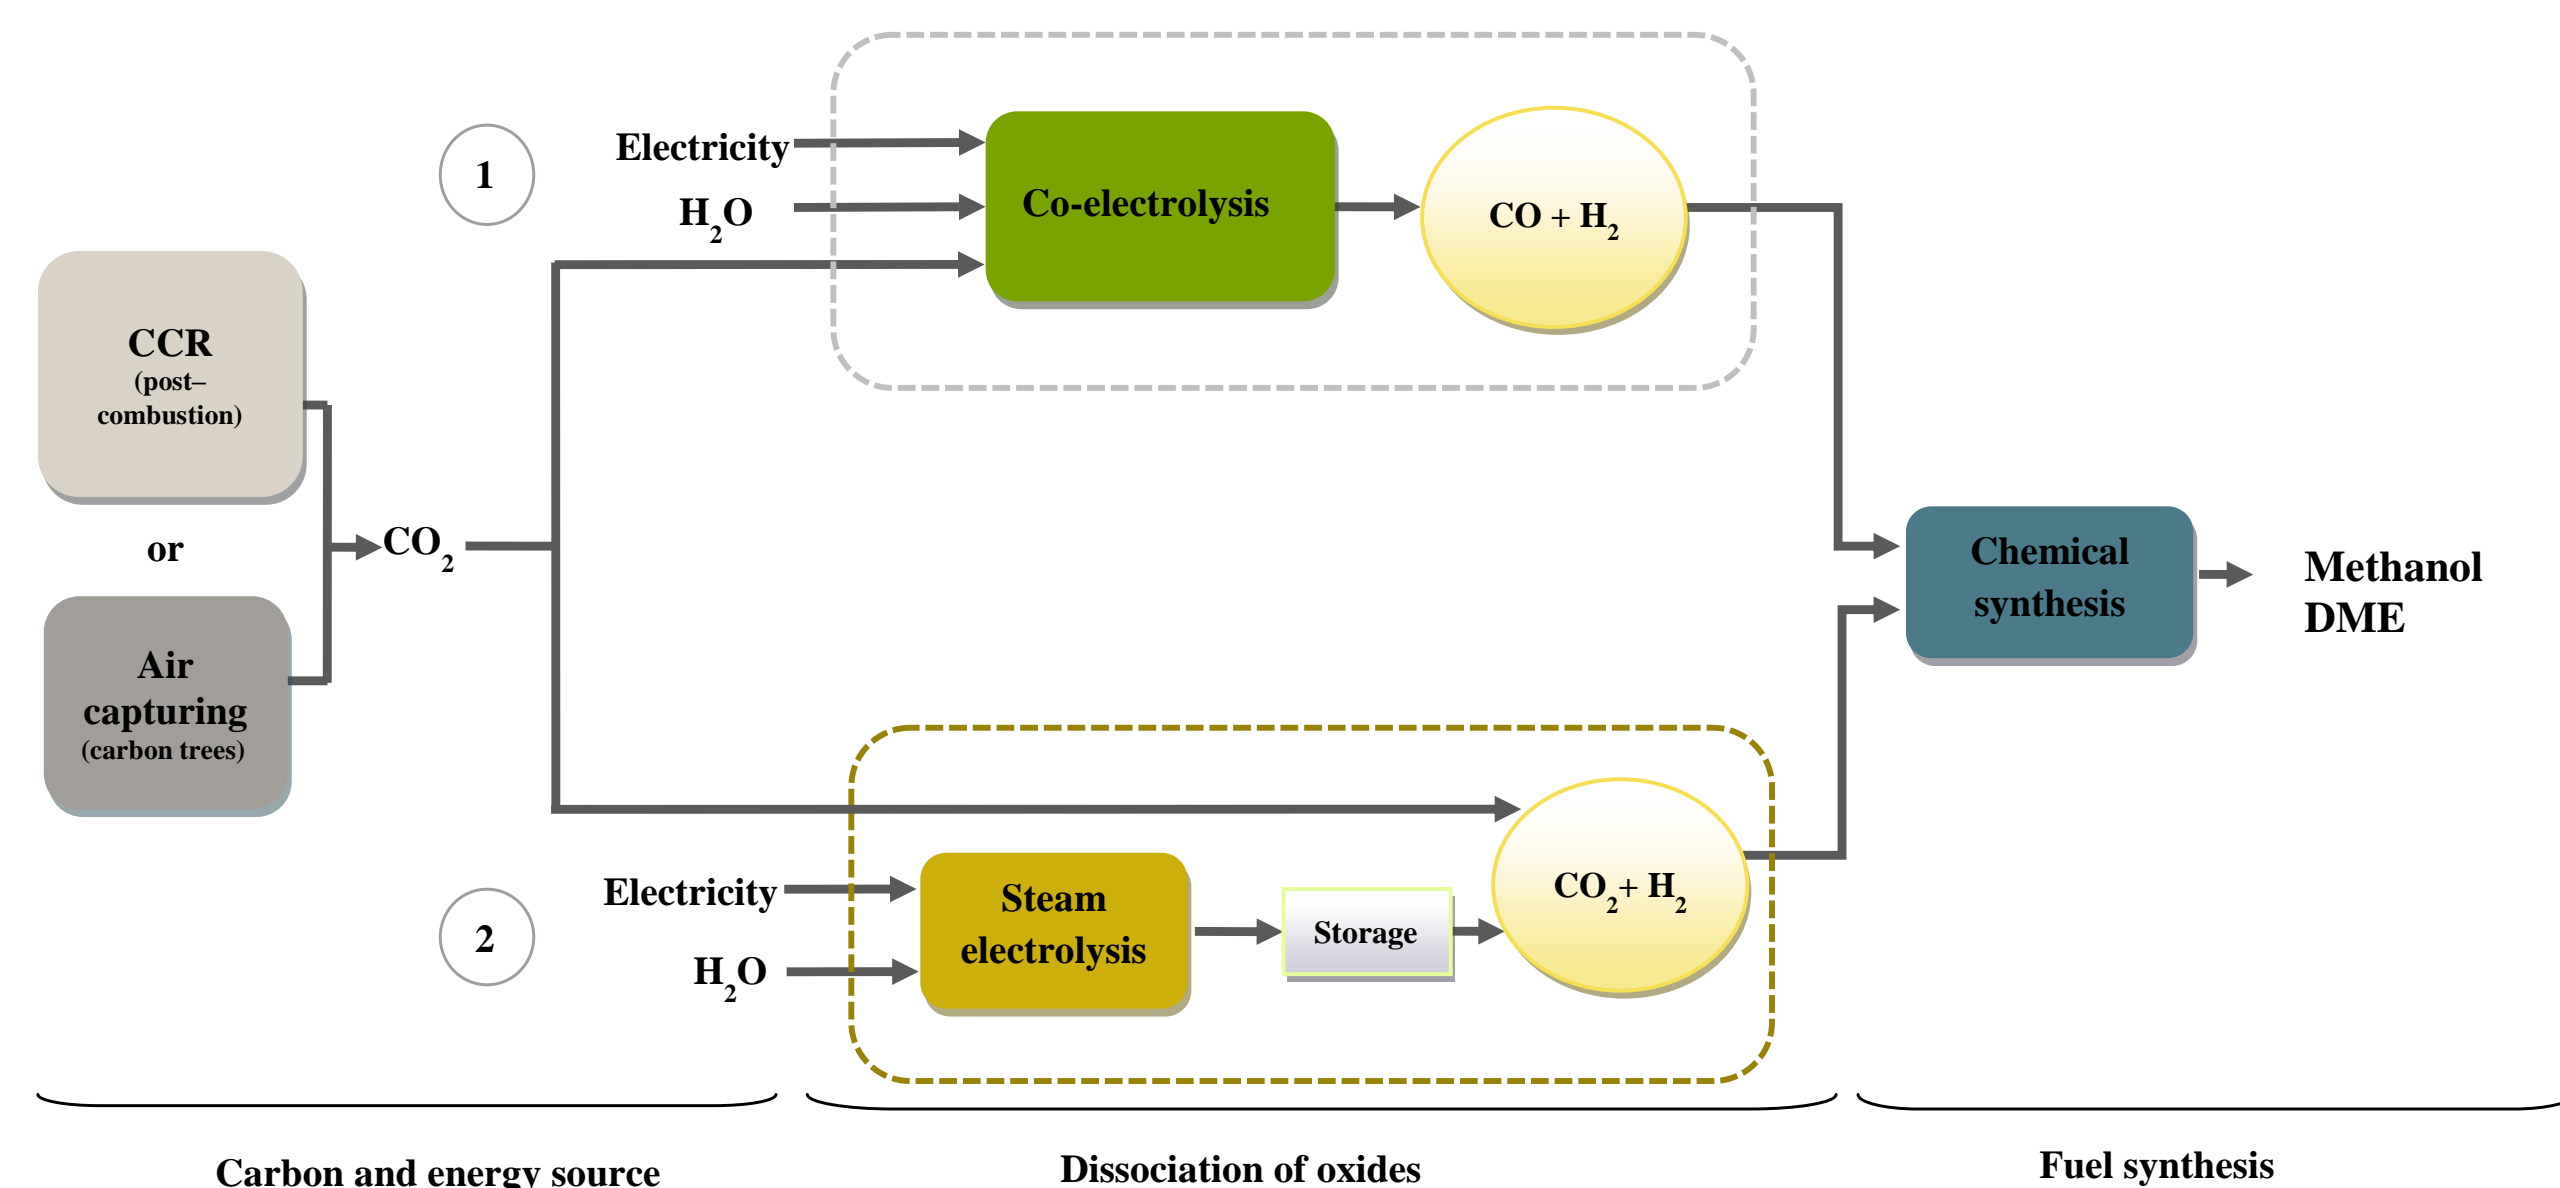 1
Electricity
H₂O
Co-electrolysis
CO + H₂
CCR
(post–
combustion)
or
CO₂
Air
capturing
(carbon trees)
Chemical
synthesis
Methanol
DME
2
Electricity
H₂O
Steam
electrolysis
Storage
CO₂+ H₂
Carbon and energy source
Dissociation of oxides
Fuel synthesis